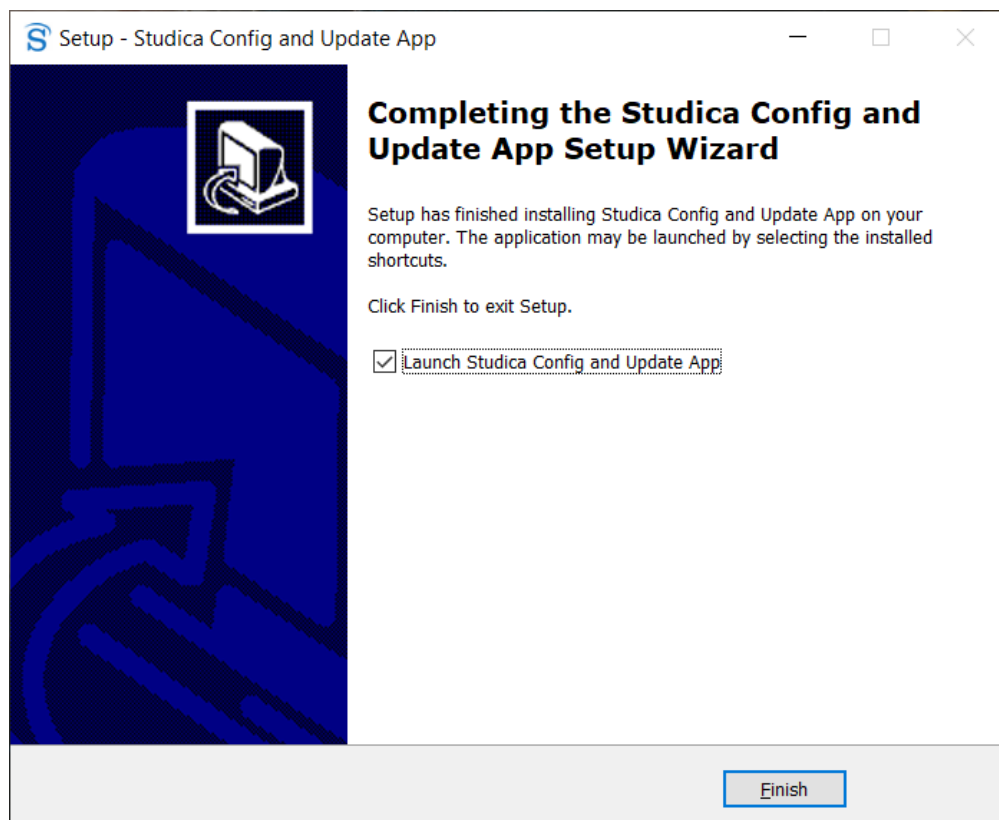 Setup - Studica Config and Update App
Completing the Studica Config and
Update App Setup Wizard
Setup has finished installing Studica Config and Update App on your
computer. The application may be launched by selecting the installed
shortcuts.
Click Finish to exit Setup.
Launch Studica Config and Update App
Finish